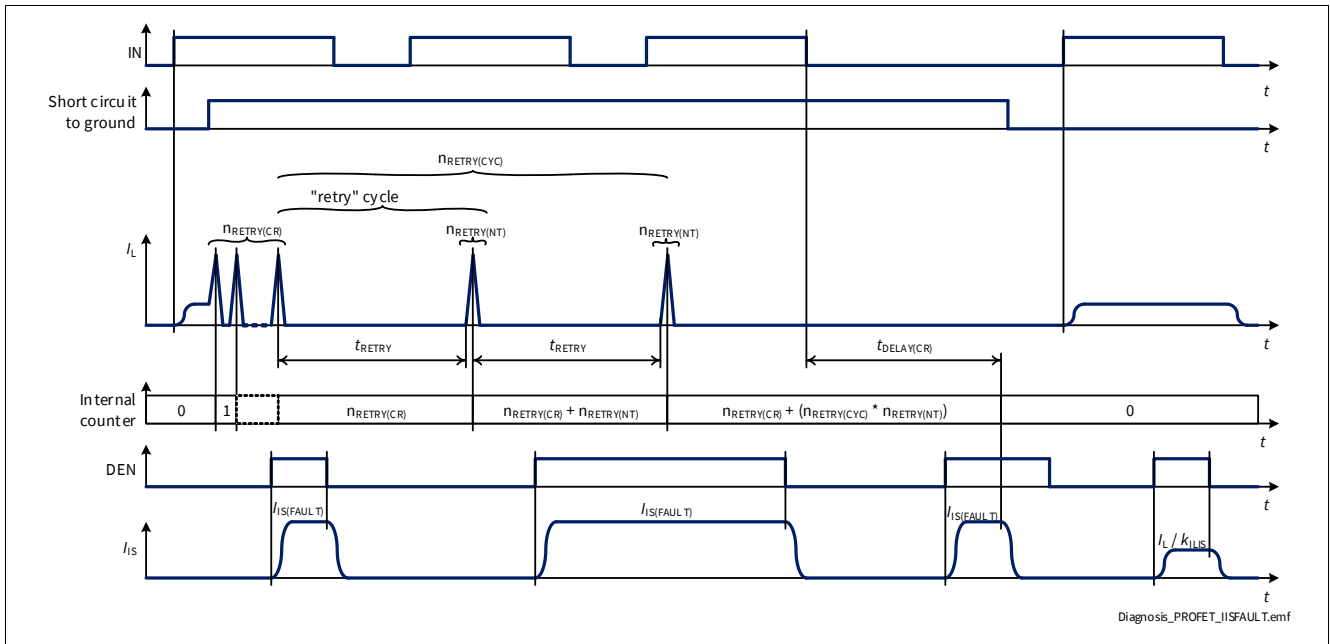 IN
t
Short circuit
to ground
t
nRETRY(CYC)
"retry" cycle
nRETRY(CR)
nRETRY(NT)
nRETRY(NT)
IL
t
tRETRY
tRETRY
tDELAY(CR)
Internal
counter
0
1
nRETRY(CR)
nRETRY(CR) + nRETRY(NT)
nRETRY(CR) + (nRETRY(CYC) * nRETRY(NT))
0
t
DEN
t
IIS(FAULT)
IIS(FAULT)
IIS(FAULT)
IL / kILIS
IIS
t
Diagnosis_PROFET_IISFAULT.emf